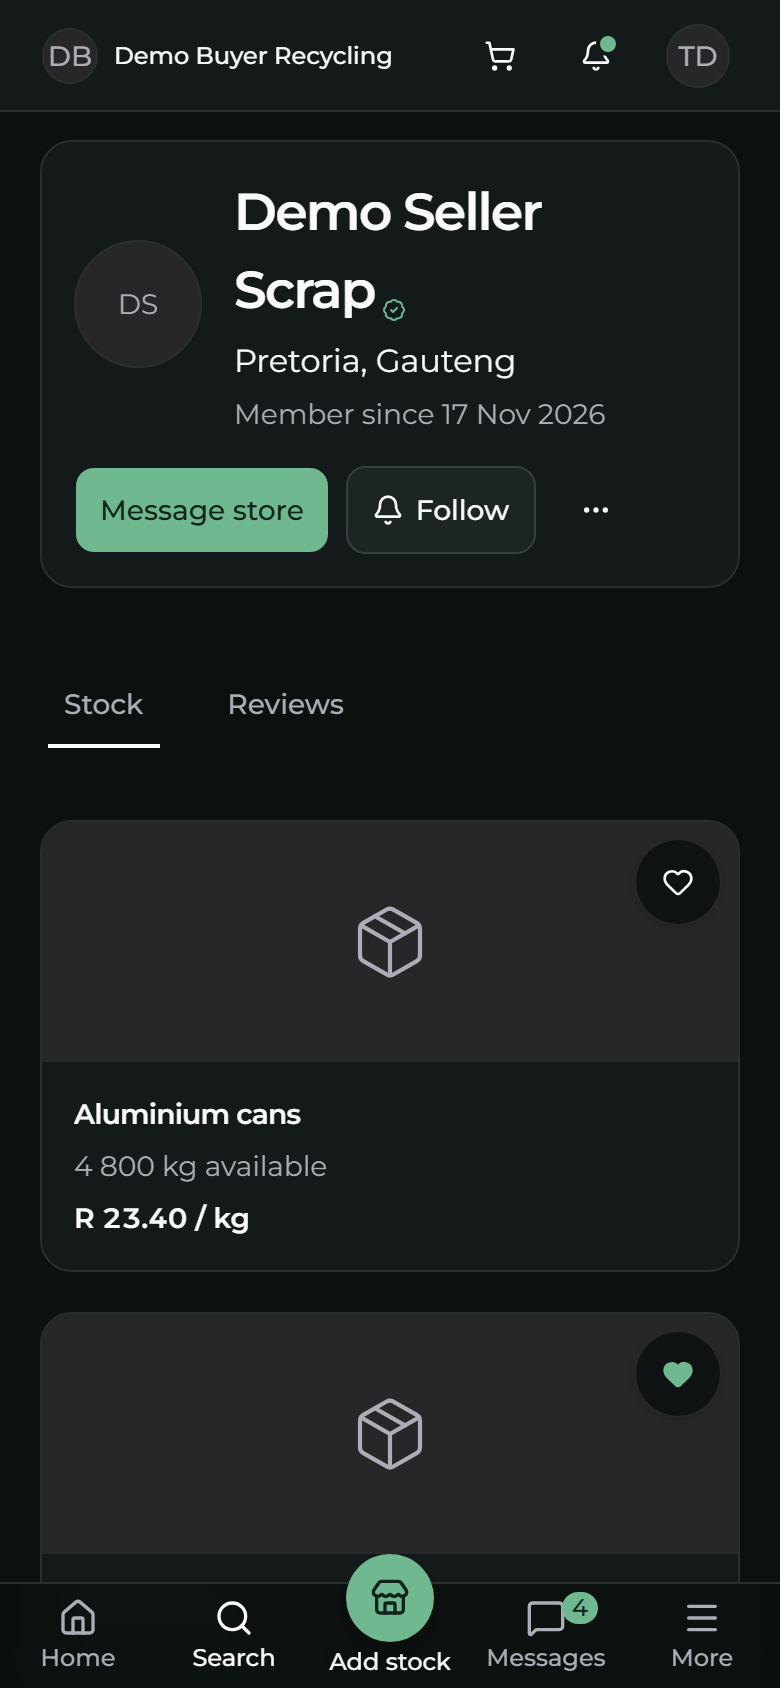 DB Demo Buyer Recycling TD
Demo Seller
Scrap
DS
Pretoria, Gauteng
Member since 17 Nov 2026
Message store Follow
Stock Reviews
Aluminium cans
4 800 kg available
R 23.40 / kg
4
Home Search Add stock Messages More